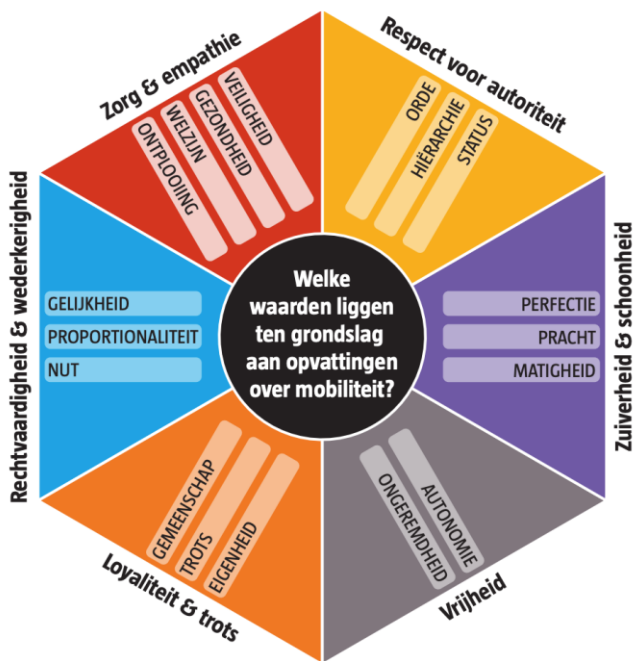 Zorg & empathie
ONTPLOOIING
WELZIJN
GEZONDHEID
VEILIGHEID
Respect voor autoriteit
ORDE
HIËRARCHIE
STATUS
Rechtvaardigheid & wederkerigheid
GELIJKHEID
PROPORTIONALITEIT
NUT
Welke
waarden liggen
ten grondslag
aan opvattingen
over mobiliteit?
Zuiverheid & schoonheid
PERFECTIE
PRACHT
MATIGHEID
Loyaliteit & trots
GEMEENSCHAP
TROTS
EIGENHEID
Vrijheid
ONGEREMDHEID
AUTONOMIE